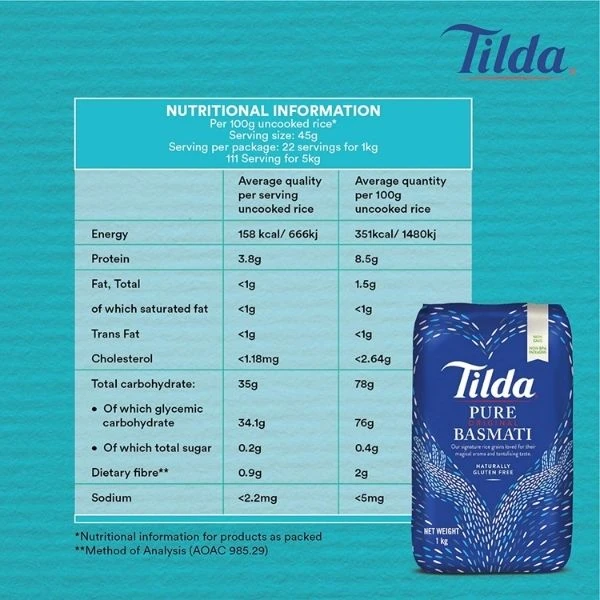 Tilda
NUTRITIONAL INFORMATION
Per 100g uncooked rice*
Serving size: 45g
Serving per package: 22 servings for 1kg
111 Serving for 5kg
Average quality per serving uncooked rice Average quantity per 100g uncooked rice
Energy 158 kcal/ 666kj 351kcal/ 1480kj
Protein 3.8g 8.5g
Fat, Total <1g 1.5g
of which saturated fat <1g <1g
Trans Fat <1g <1g
Cholesterol <1.18mg <2.64g
Total carbohydrate: 35g 78g
• Of which glycemic carbohydrate 34.1g 76g
• Of which total sugar 0.2g 0.4g
Dietary fibre** 0.9g 2g
Sodium <2.2mg <5mg
*Nutritional information for products as packed
**Method of Analysis (AOAC 985.29)
NON BPA
PACKAGING
Tilda
PURE
ORIGINAL
BASMATI
Our signature rice grains loved for their
magical aroma and tantalising taste.
NATURALLY
GLUTEN FREE
NET WEIGHT
1 kg